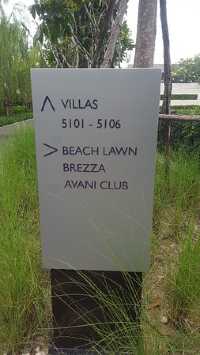 ∧ VILLAS
5101 - 5106
> BEACH LAWN
BREZZA
AVANI CLUB